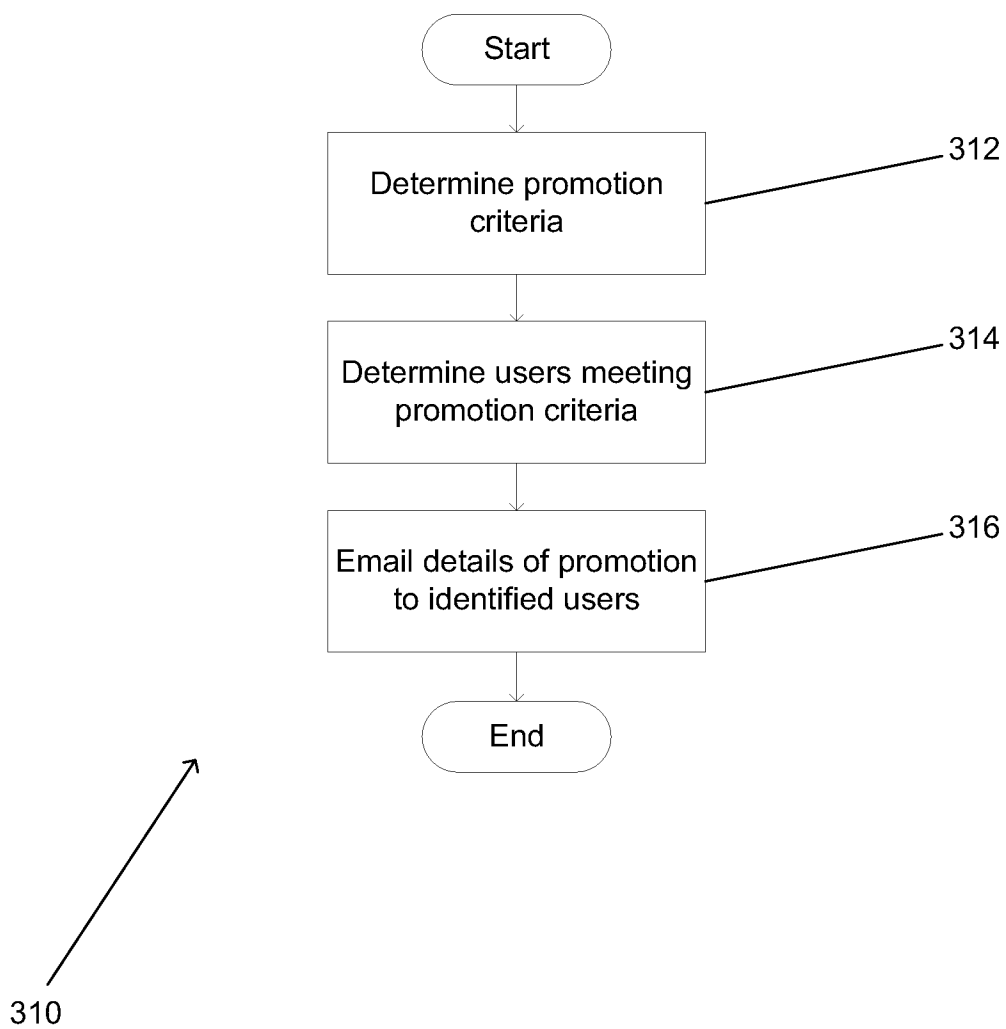 Start
Determine promotion
criteria
312
Determine users meeting
promotion criteria
314
Email details of promotion
to identified users
316
End
310